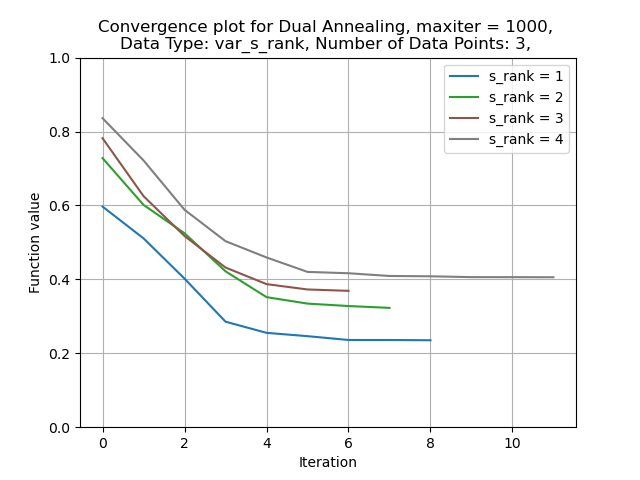 Convergence plot for Dual Annealing, maxiter = 1000,
Data Type: var_s_rank, Number of Data Points: 3,
s_rank = 1
s_rank = 2
s_rank = 3
s_rank = 4
Function value
1.0
0.8
0.6
0.4
0.2
0.0
0 2 4 6 8 10
Iteration